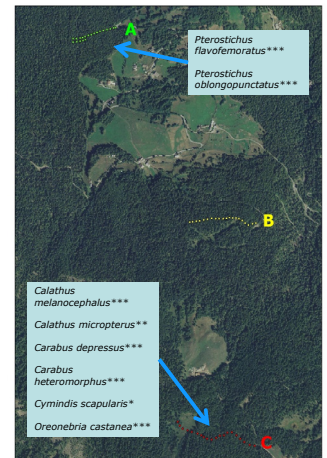 A
Pterostichus
flavofemoratus***
Pterostichus
oblongopunctatus***
B
Calathus
melanocephalus***
Calathus micropterus**
Carabus depressus***
Carabus
heteromorphus***
Cymindis scapularis*
Oreonebria castanea***
C